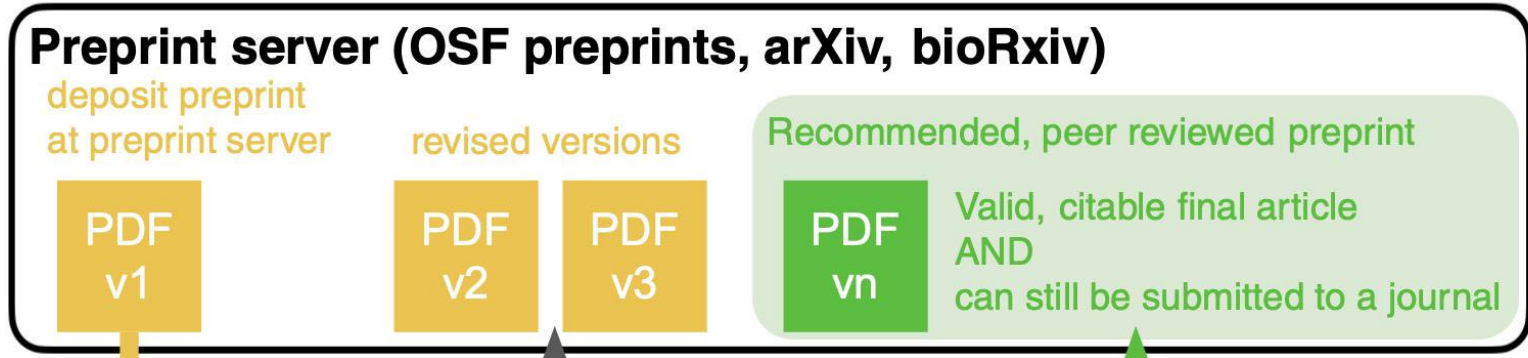 Preprint server (OSF preprints, arXiv, bioRxiv)
deposit preprint
at preprint server
PDF
v1
revised versions
PDF
v2
PDF
v3
Recommended, peer reviewed preprint
PDF
vn
Valid, citable final article
AND
can still be submitted to a journal